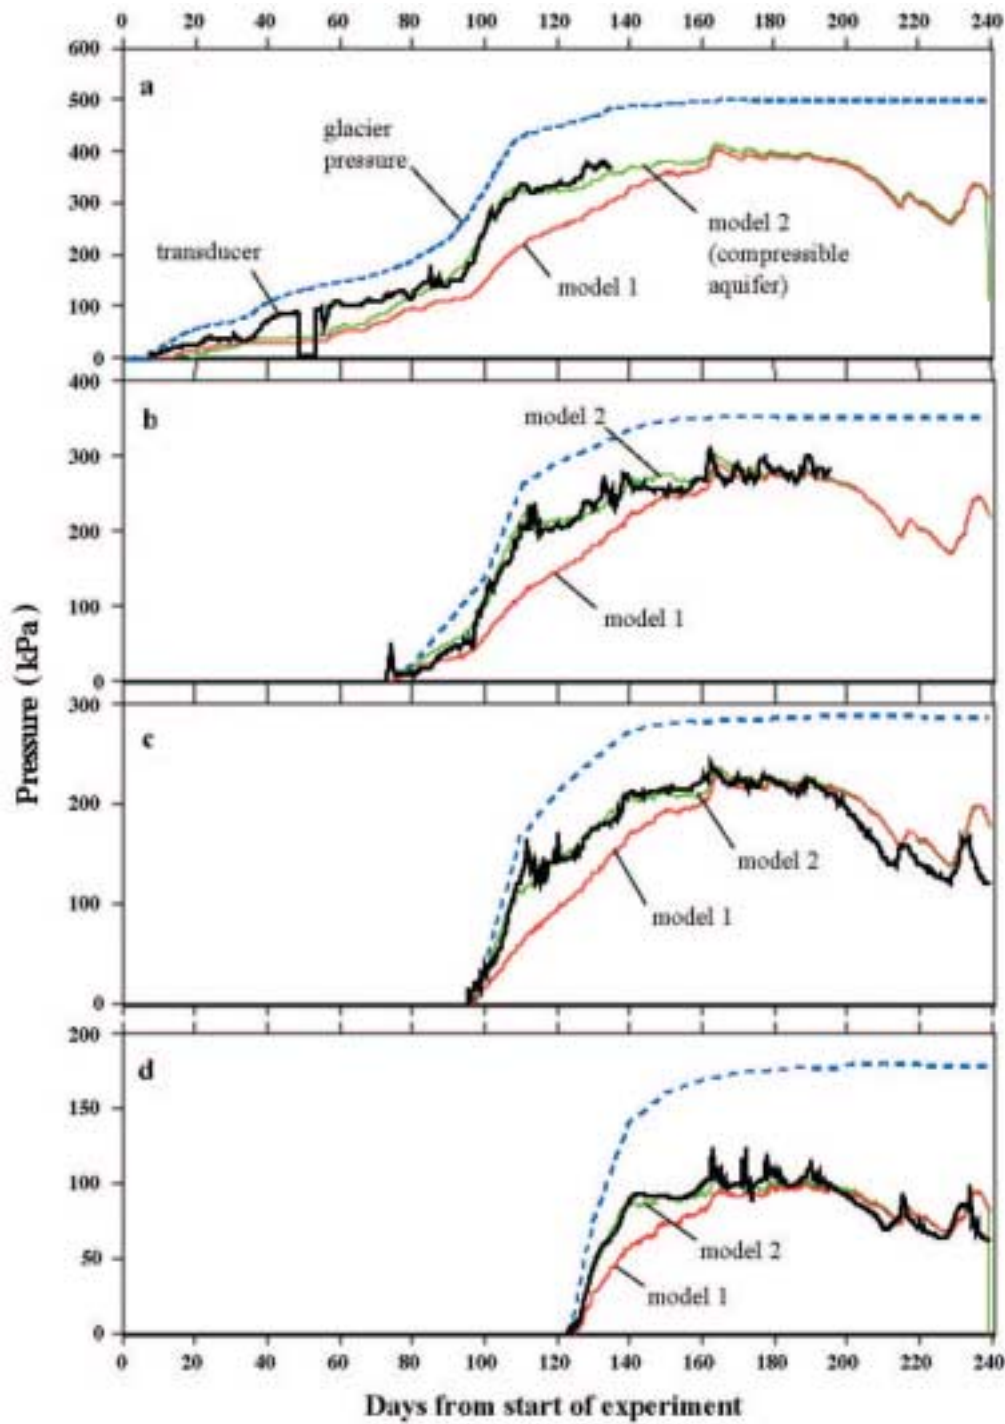 0 20 40 60 80 100 120 140 160 180 200 220 240
600
a
500
glacier
pressure
400
300
model 2
(compressible
aquifer)
transducer
200
model 1
100
0
400
b
model 2
300
200
100
model 1
0
Pressure (kPa)
300
c
200
model 2
model 1
100
0
200
d
150
100
model 2
50
model 1
0
0 20 40 60 80 100 120 140 160 180 200 220 240
Days from start of experiment